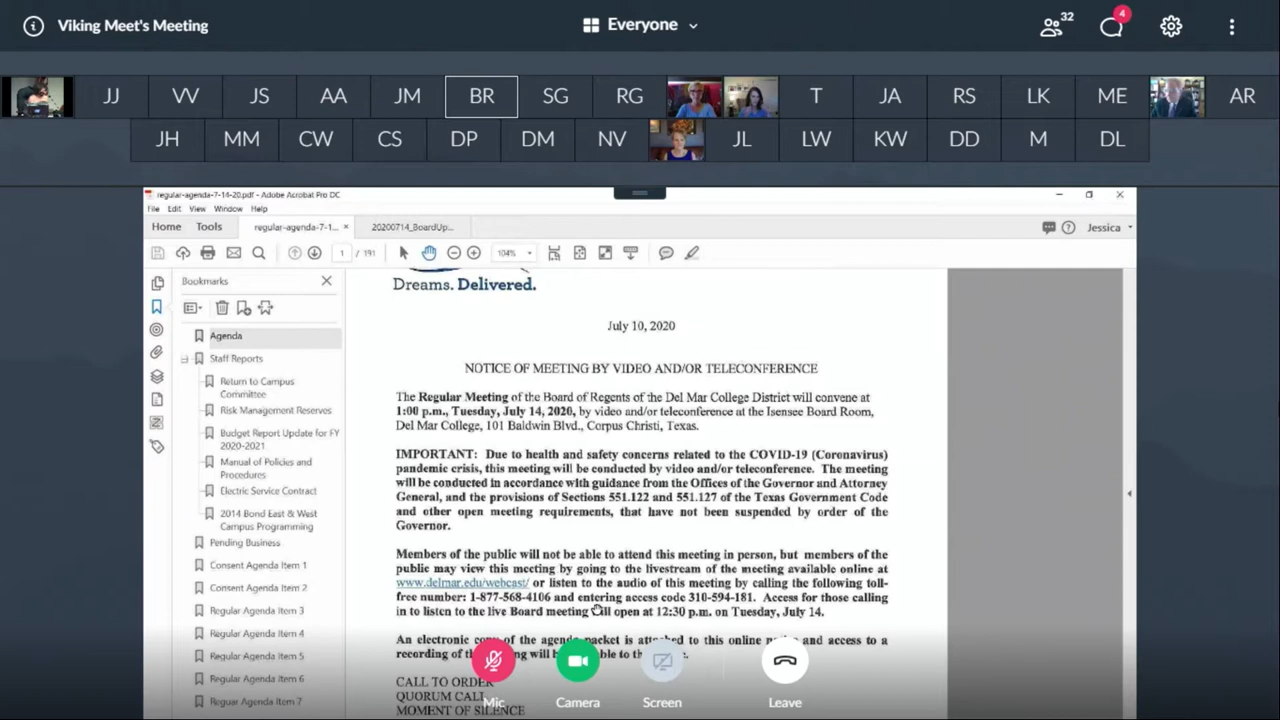 Viking Meet's Meeting
Everyone
32
4
JJ VV JS AA JM BR SG RG T JA RS LK ME AR
JH MM CW CS DP DM NV JL LW KW DD M DL
regular-agenda-7-14-20.pdf - Adobe Acrobat Pro DC
File Edit View Window Help
Home Tools regular-agenda-7-1... × 20200714_BoardUp... Jessica
1 / 191 104%
Bookmarks
Agenda
Staff Reports
Return to Campus
Committee
Risk Management Reserves
Budget Report Update for FY
2020-2021
Manual of Policies and
Procedures
Electric Service Contract
2014 Bond East & West
Campus Programming
Pending Business
Consent Agenda Item 1
Consent Agenda Item 2
Regular Agenda Item 3
Regular Agenda Item 4
Regular Agenda Item 5
Regular Agenda Item 6
Reguar Agenda Item 7
Dreams. Delivered.
July 10, 2020
NOTICE OF MEETING BY VIDEO AND/OR TELECONFERENCE
The Regular Meeting of the Board of Regents of the Del Mar College District will convene at
1:00 p.m., Tuesday, July 14, 2020, by video and/or teleconference at the Isensee Board Room,
Del Mar College, 101 Baldwin Blvd., Corpus Christi, Texas.
IMPORTANT: Due to health and safety concerns related to the COVID-19 (Coronavirus)
pandemic crisis, this meeting will be conducted by video and/or teleconference. The meeting
will be conducted in accordance with guidance from the Offices of the Governor and Attorney
General, and the provisions of Sections 551.122 and 551.127 of the Texas Government Code
and other open meeting requirements, that have not been suspended by order of the
Governor.
Members of the public will not be able to attend this meeting in person, but members of the
public may view this meeting by going to the livestream of the meeting available online at
www.delmar.edu/webcast/ or listen to the audio of this meeting by calling the following toll-
free number: 1-877-568-4106 and entering access code 310-594-181. Access for those calling
in to listen to the live Board meeting will open at 12:30 p.m. on Tuesday, July 14.
An electronic copy of the agenda packet is attached to this online and access to a
recording of will
CALL TO ORDER
QUORUM CALL
MOMENT OF SILENCE
Mic Camera Screen Leave